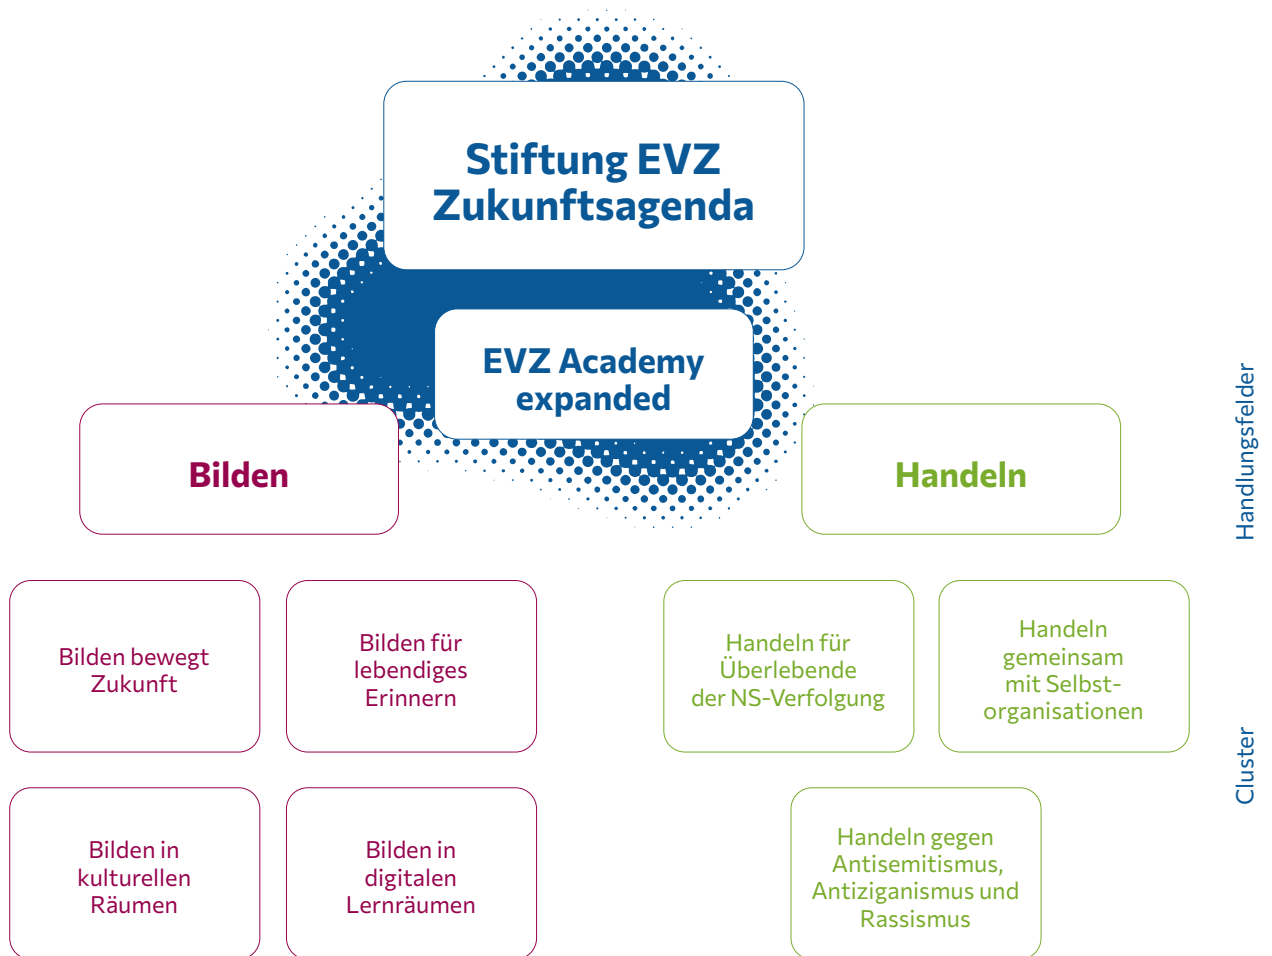 Stiftung EVZ
Zukunftsagenda
EVZ Academy
expanded
Bilden
Handeln
Handlungsfelder
Bilden bewegt
Zukunft
Bilden für
lebendiges
Erinnern
Handeln für
Überlebende
der NS-Verfolgung
Handeln
gemeinsam
mit Selbst-
organisationen
Cluster
Bilden in
kulturellen
Räumen
Bilden in
digitalen
Lernräumen
Handeln gegen
Antisemitismus,
Antiziganismus und
Rassismus